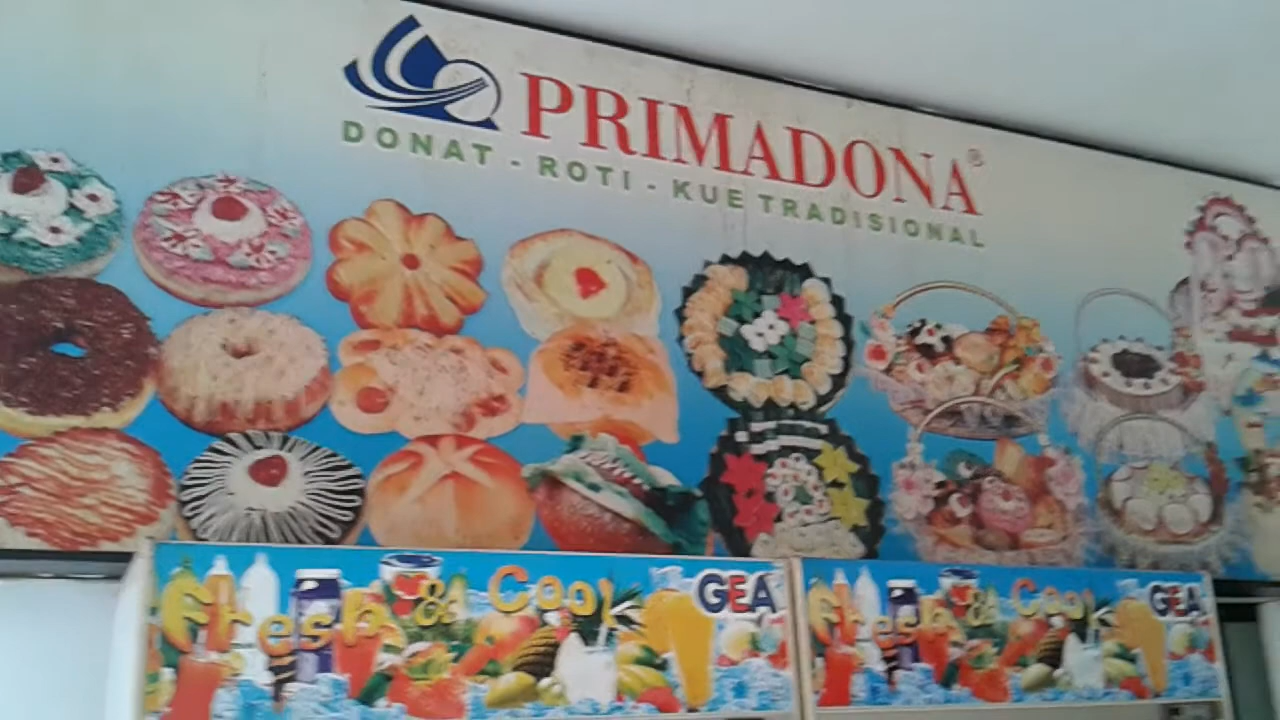 PRIMADONA®
DONAT - ROTI - KUE TRADISIONAL
Fresh & Cool GEA
Fresh & Cool GEA